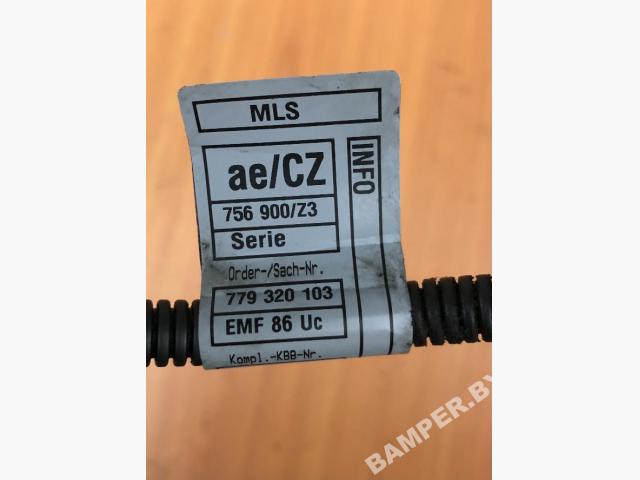 MLS
ae/CZ
INFO
756 900/Z3
Serie
Order-/Sach-Nr.
779 320 103
EMF 86 Uc
Kompl.-KBB-Nr.
BAMPER.BY